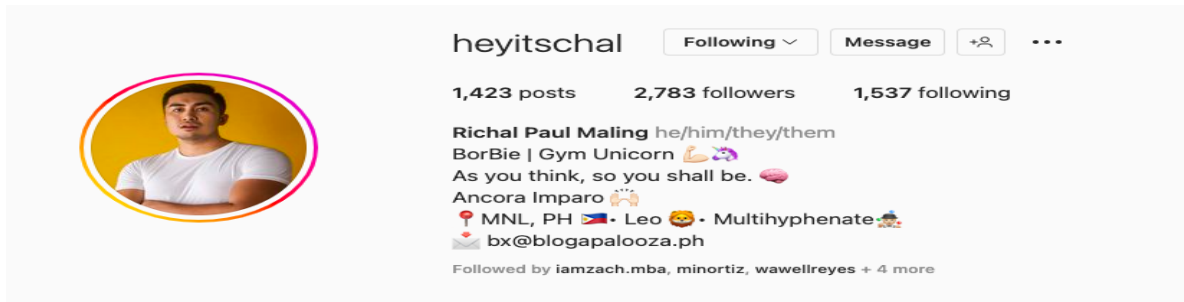 heyitschal Following Message
1,423 posts 2,783 followers 1,537 following
Richal Paul Maling he/him/they/them
BorBie | Gym Unicorn 💪🏻🦄
As you think, so you shall be. 🧠
Ancora Imparo 🙌🏻
📍MNL, PH 🇵🇭• Leo 🦁• Multihyphenate🤹🏻‍♂️
📩 bx@blogapalooza.ph
Followed by iamzach.mba, minortiz, wawellreyes + 4 more